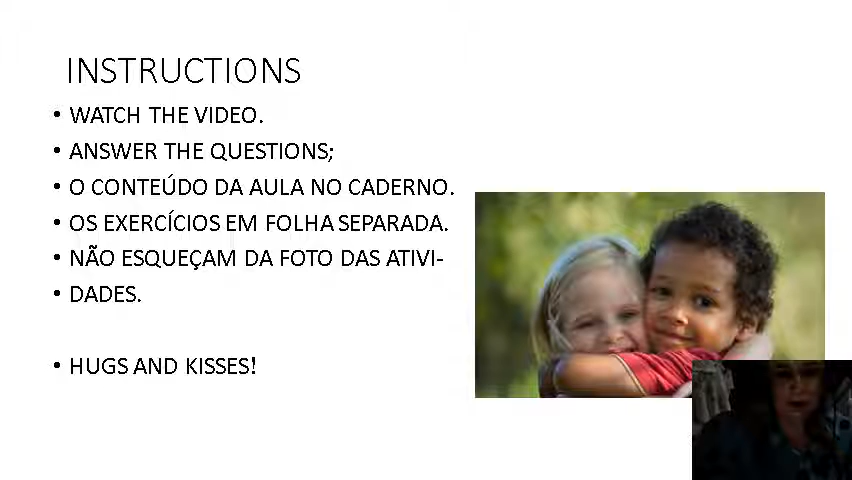 INSTRUCTIONS
• WATCH THE VIDEO.
• ANSWER THE QUESTIONS;
• O CONTEÚDO DA AULA NO CADERNO.
• OS EXERCÍCIOS EM FOLHA SEPARADA.
• NÃO ESQUEÇAM DA FOTO DAS ATIVI-
• DADES.
• HUGS AND KISSES!